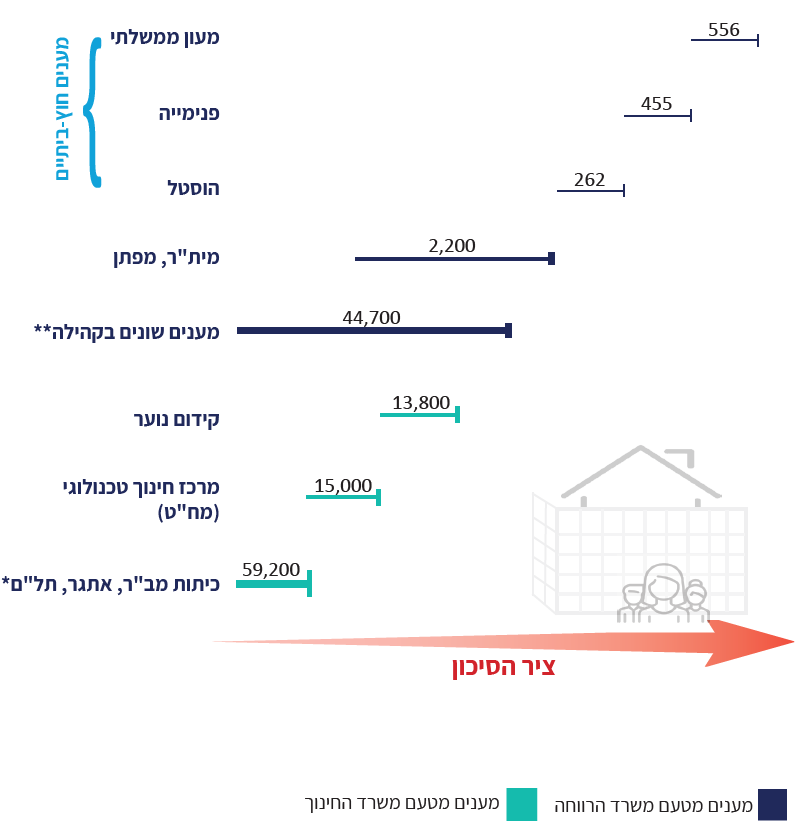 מענים חוץ-ביתיים
מעון ממשלתי
556
פנימייה
455
הוסטל
262
מית"ר, מפתן
2,200
מענים שונים בקהילה**
44,700
קידום נוער
13,800
מרכז חינוך טכנולוגי
(מח"ט)
15,000
כיתות מב"ר, אתגר, תל"ם*
59,200
ציר הסיכון
מענים מטעם משרד הרווחה
מענים מטעם משרד החינוך